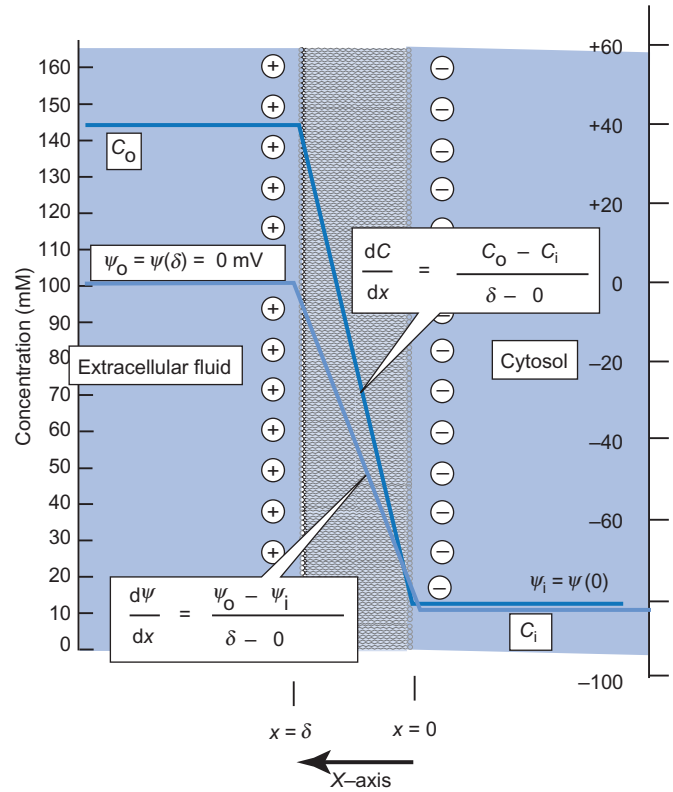 Concentration (mM)
160
150
140
130
120
110
100
90
80
70
60
50
40
30
20
10
0
+60
+40
+20
0
–20
–40
–60
–100
C_o
ψ_o = ψ(δ) = 0 mV
dC/dx = (C_o – C_i)/(δ – 0)
Extracellular fluid
Cytosol
dψ/dx = (ψ_o – ψ_i)/(δ – 0)
ψ_i = ψ(0)
C_i
x = δ
x = 0
X–axis
+ + + + + + + + + + + +
– – – – – – – – – –